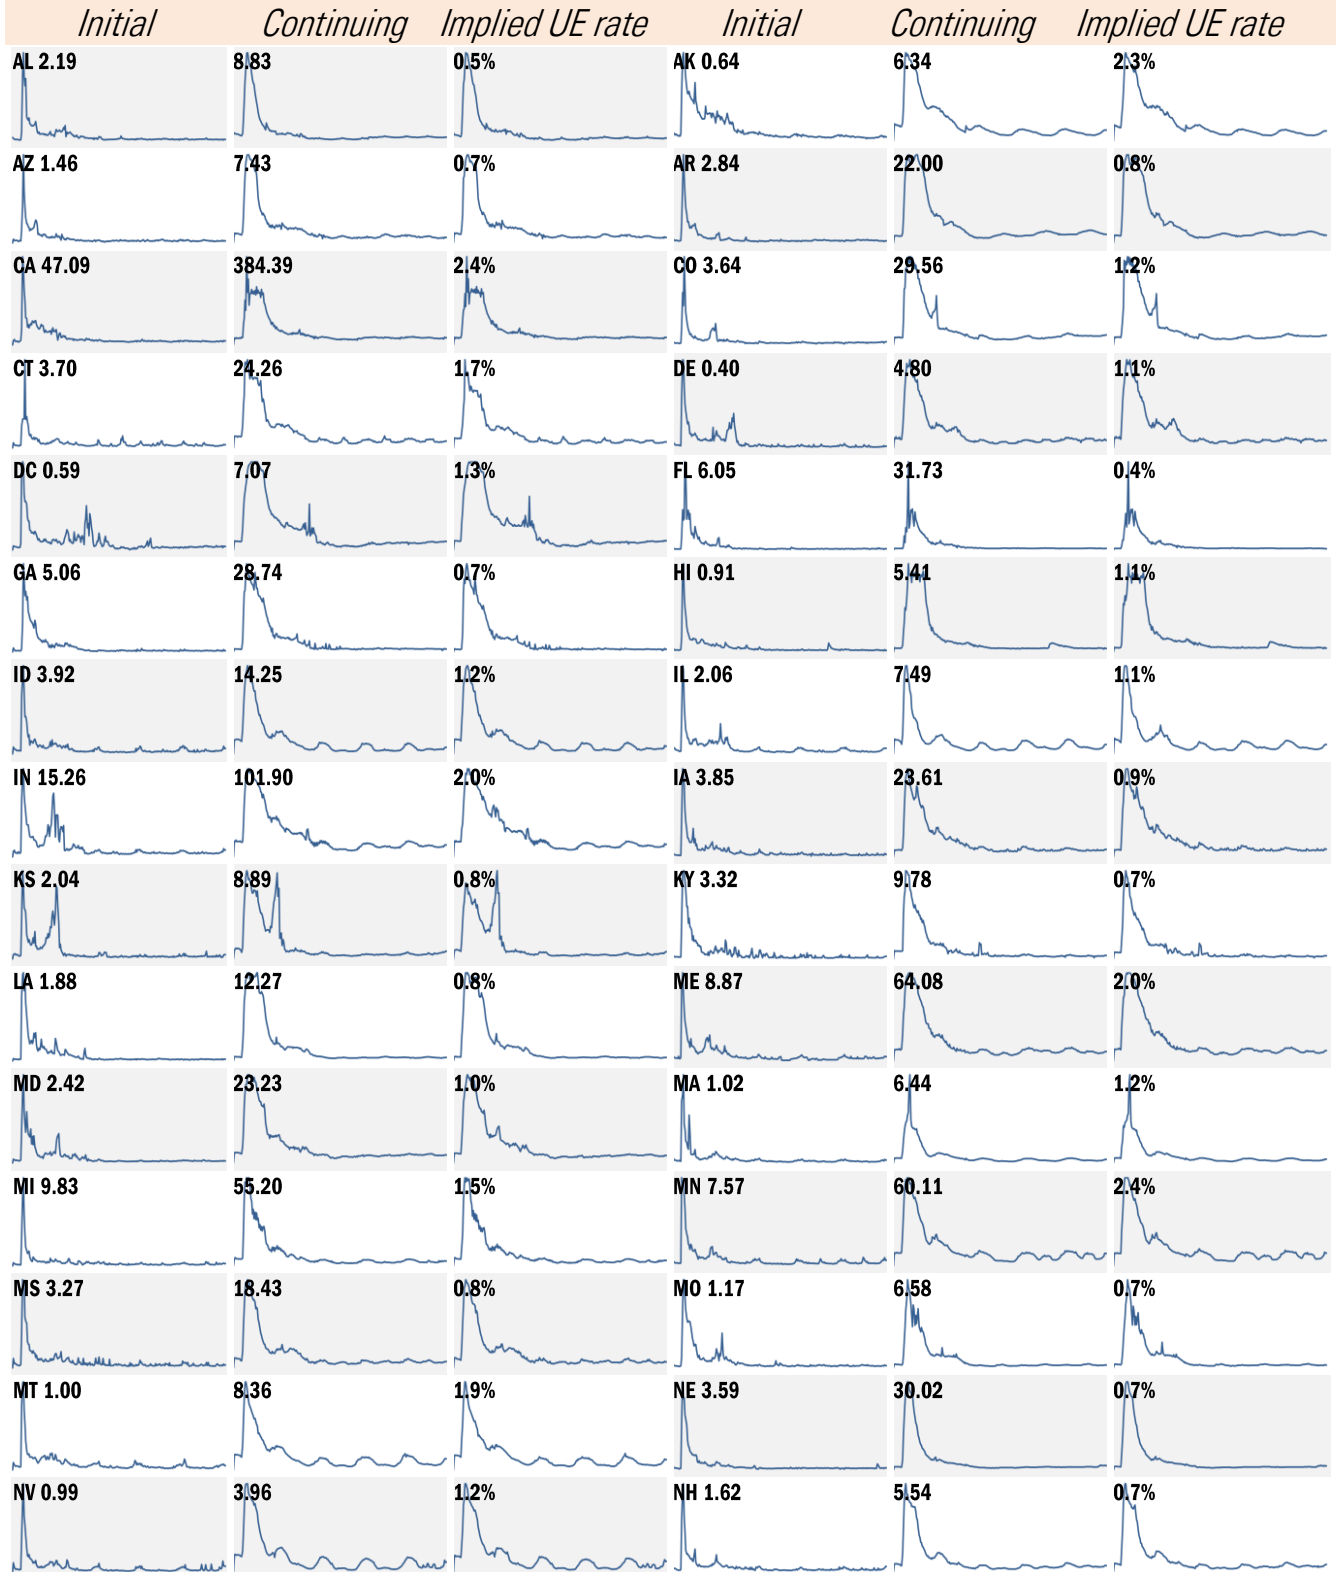 Initial Continuing Implied UE rate Initial Continuing Implied UE rate
AL 2.19 8.83 0.5% AK 0.64 6.34 2.3%
AZ 1.46 7.43 0.7% AR 2.84 22.00 0.8%
CA 47.09 384.39 2.4% CO 3.64 29.56 1.2%
CT 3.70 24.26 1.7% DE 0.40 4.80 1.1%
DC 0.59 7.07 1.3% FL 6.05 31.73 0.4%
GA 5.06 28.74 0.7% HI 0.91 5.41 1.1%
ID 3.92 14.25 1.2% IL 2.06 7.49 1.1%
IN 15.26 101.90 2.0% IA 3.85 23.61 0.9%
KS 2.04 8.89 0.8% KY 3.32 9.78 0.7%
LA 1.88 12.27 0.8% ME 8.87 64.08 2.0%
MD 2.42 23.23 1.0% MA 1.02 6.44 1.2%
MI 9.83 55.20 1.5% MN 7.57 60.11 2.4%
MS 3.27 18.43 0.8% MO 1.17 6.58 0.7%
MT 1.00 8.36 1.9% NE 3.59 30.02 0.7%
NV 0.99 3.96 1.2% NH 1.62 5.54 0.7%